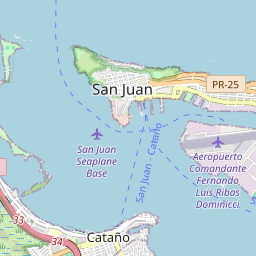 San Juan
PR-25
San Juan
Seaplane
Base
San Juan - Cataño
Aeropuerto
Comandante
Fernando
Luis Ribas
Dominicci
33
34
Cataño